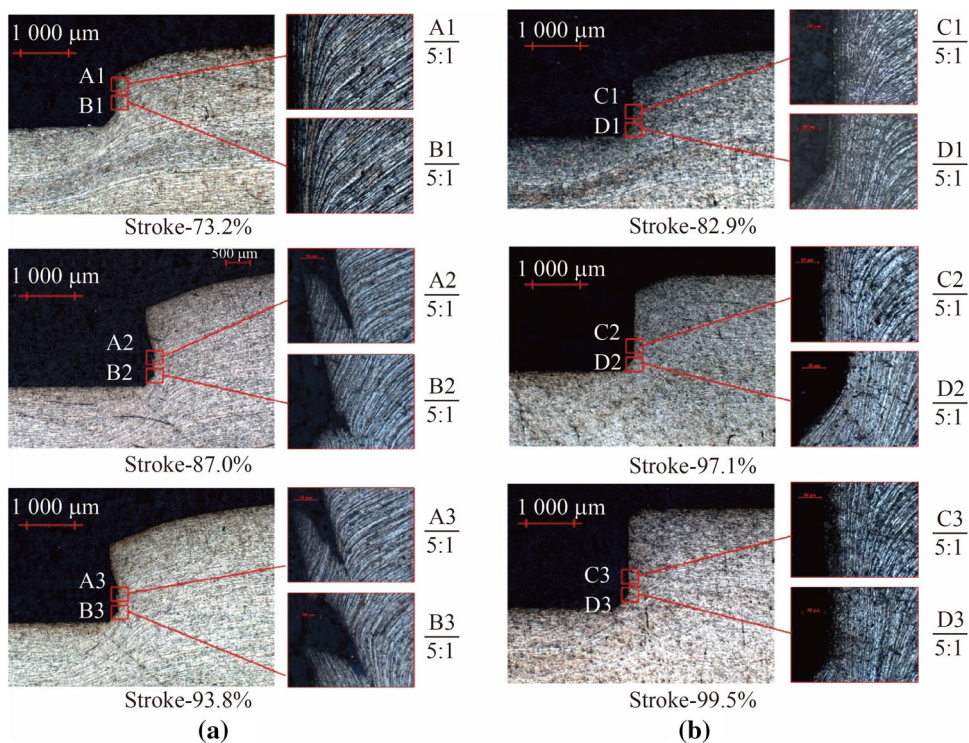 1 000 μm
A1
B1
A1
5:1
B1
5:1
Stroke-73.2%
1 000 μm
C1
D1
C1
5:1
D1
5:1
Stroke-82.9%
1 000 μm
500 μm
A2
B2
A2
5:1
B2
5:1
Stroke-87.0%
1 000 μm
C2
D2
C2
5:1
D2
5:1
Stroke-97.1%
1 000 μm
A3
B3
A3
5:1
B3
5:1
Stroke-93.8%
1 000 μm
C3
D3
C3
5:1
D3
5:1
Stroke-99.5%
(a)
(b)